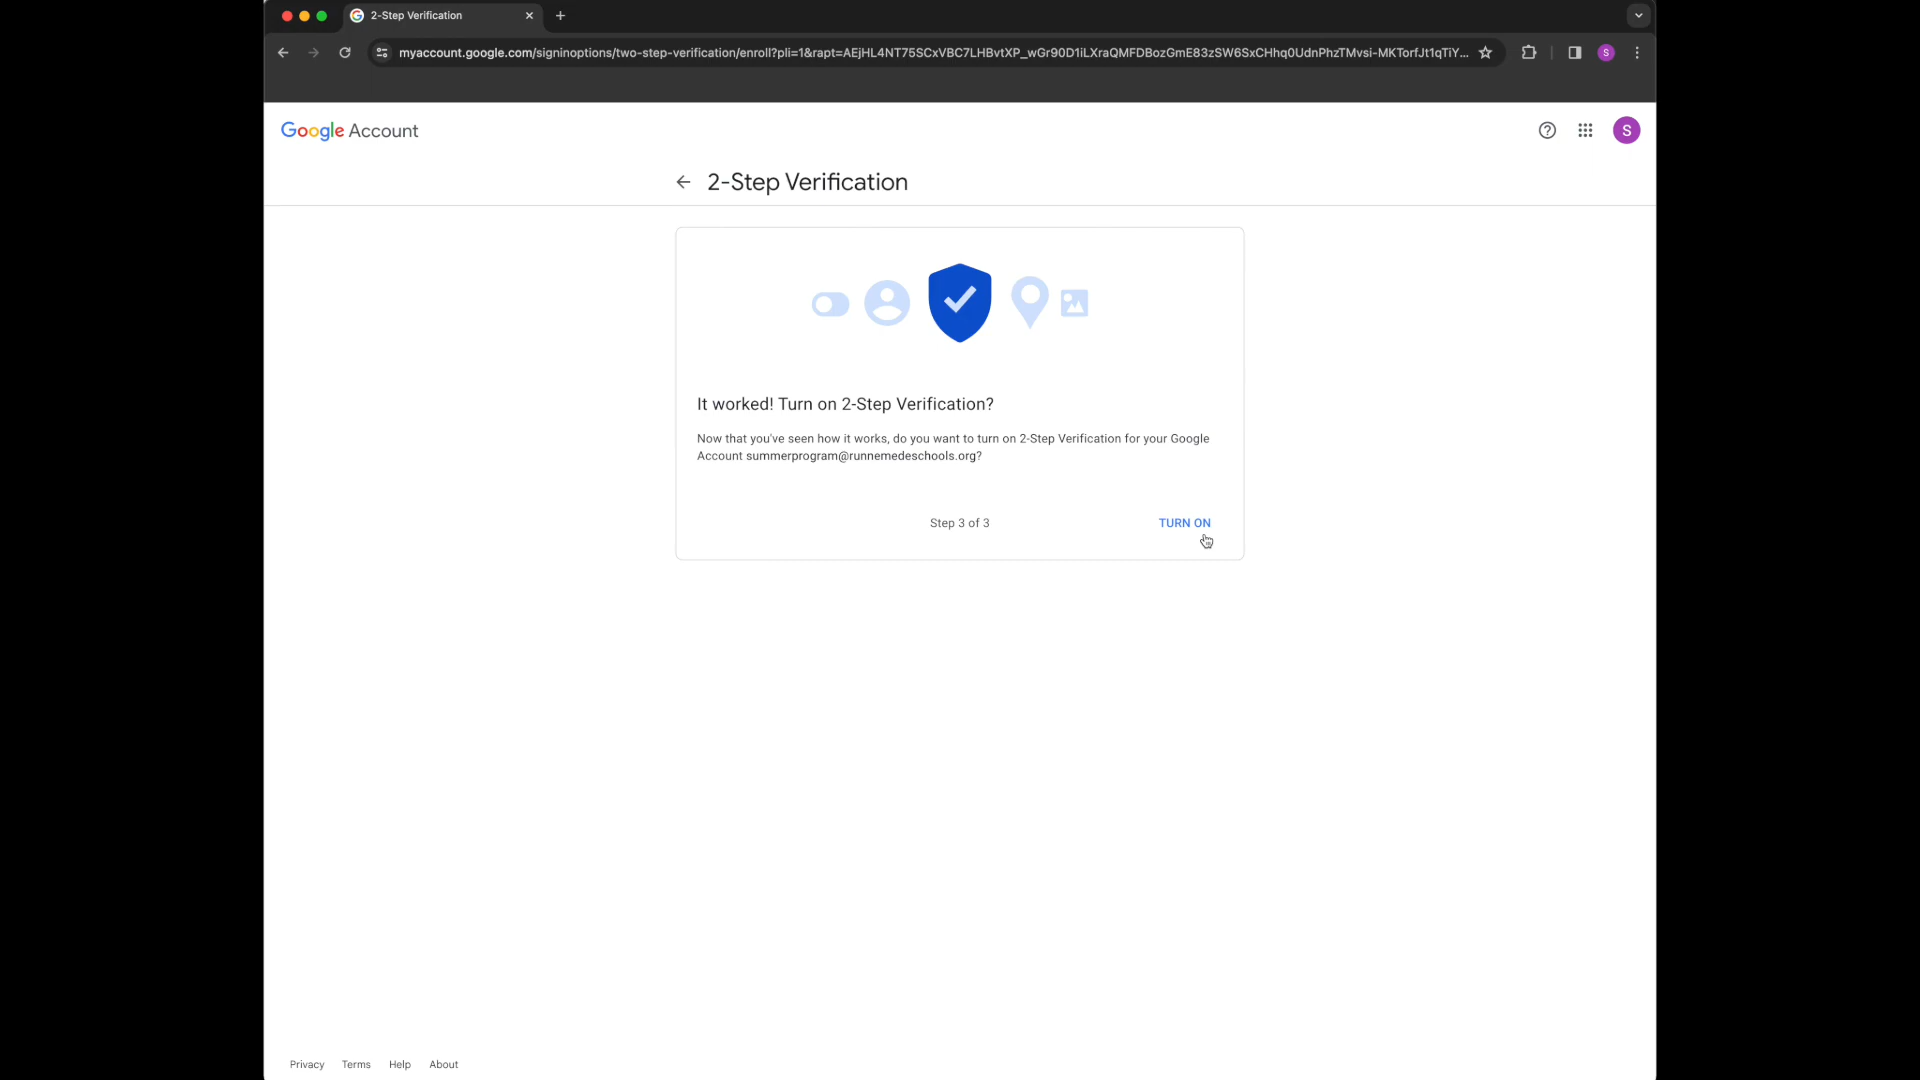 2-Step Verification
myaccount.google.com/signinoptions/two-step-verification/enroll?pli=1&rapt=AEjHL4NT75SCxVBC7LHBvtXP_wGr90D1iLXraQMFDBozGmE83zSW6SxCHhq0UdnPhzTMvsi-MKTorfJt1qTiY...
S
Google Account
S
2-Step Verification
It worked! Turn on 2-Step Verification?
Now that you've seen how it works, do you want to turn on 2-Step Verification for your Google
Account summerprogram@runnemedeschools.org?
Step 3 of 3
TURN ON
Privacy Terms Help About